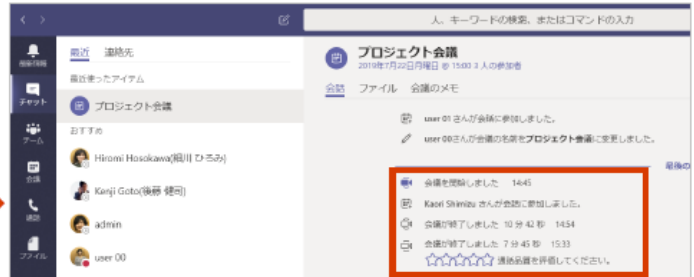 人、キーワードの検索、またはコマンドの入力
最新情報
チャット
チーム
会議
通話
ファイル
最近 連絡先
最近使ったアイテム
プロジェクト会議
おすすめ
Hiromi Hosokawa(細川 ひろみ)
Kenji Goto(後藤 健司)
admin
user 00
プロジェクト会議
2019年7月22日月曜日 @ 15:00 3 人の参加者
会話 ファイル 会議のメモ
user 01 さんが会話に参加しました。
user 00さんが会議の名前をプロジェクト会議に変更しました。
最後の
会議を開始しました 14:45
Kaori Shimizu さんが会話に参加しました。
会議が終了しました 10 分 42 秒 14:54
会議が終了しました 7 分 45 秒 15:33
通話品質を評価してください。